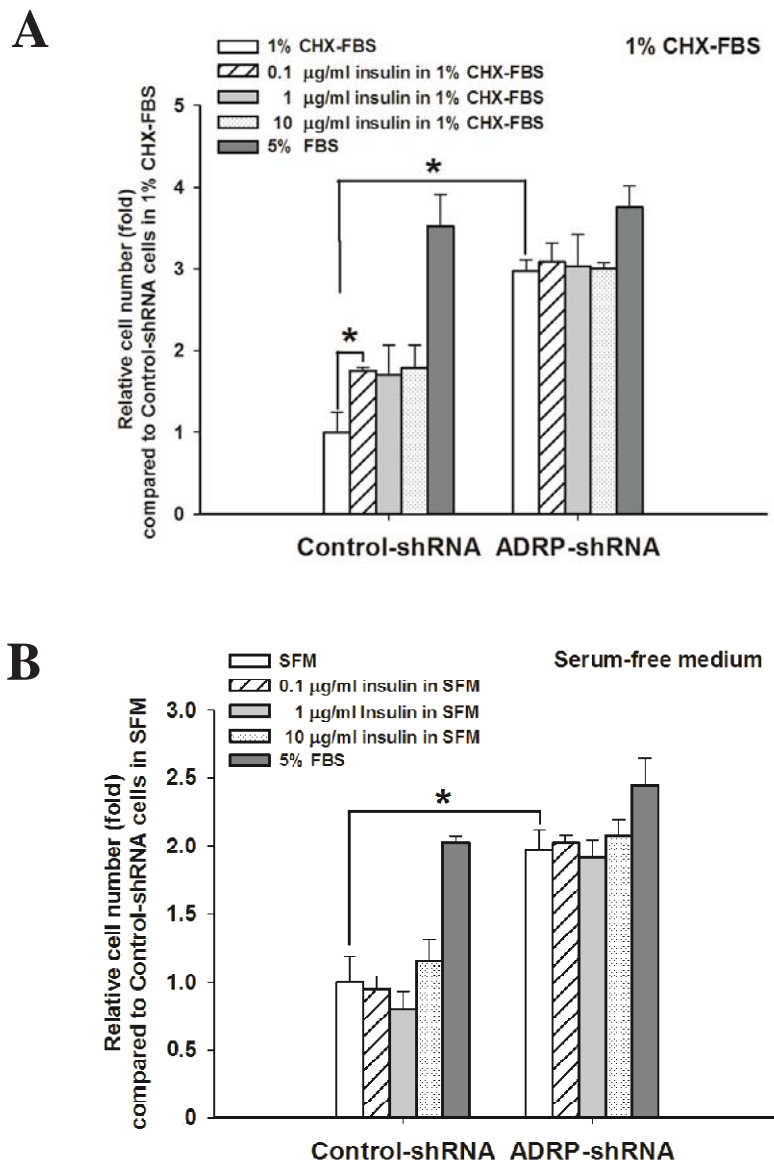 A
1% CHX-FBS
1% CHX-FBS
0.1 µg/ml insulin in 1% CHX-FBS
1 µg/ml insulin in 1% CHX-FBS
10 µg/ml insulin in 1% CHX-FBS
5% FBS
Relative cell number (fold)
compared to Control-shRNA cells in 1% CHX-FBS
5
4
3
2
1
0
*
*
Control-shRNA ADRP-shRNA
B
SFM
Serum-free medium
0.1 µg/ml insulin in SFM
1 µg/ml Insulin in SFM
10 µg/ml insulin in SFM
5% FBS
Relative cell number (fold)
compared to Control-shRNA cells in SFM
3.0
2.5
2.0
1.5
1.0
0.5
0
*
Control-shRNA ADRP-shRNA